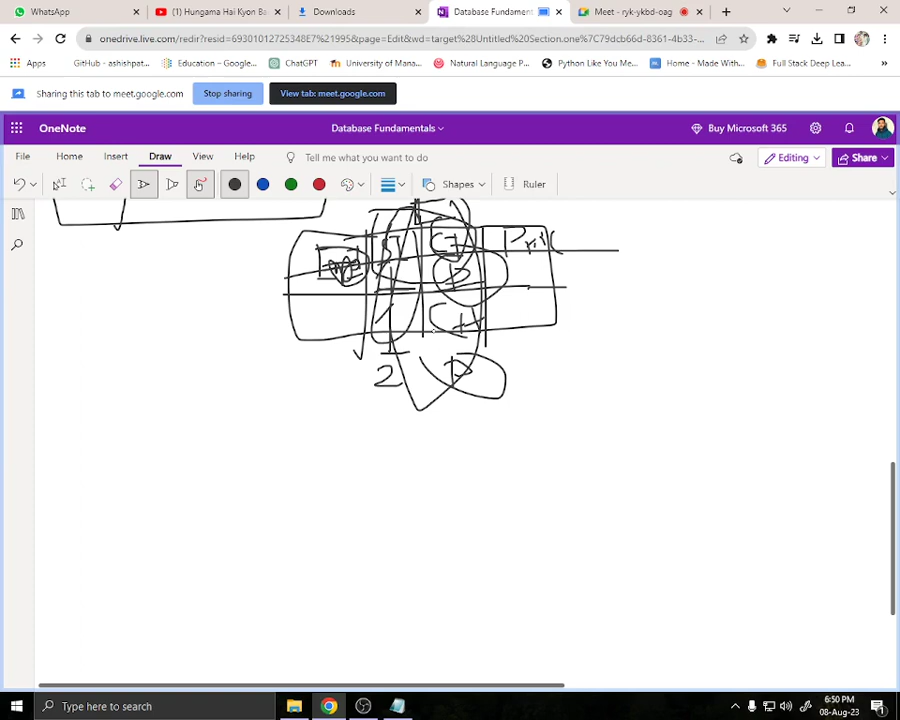 WhatsApp
(1) Hungama Hai Kyon Ba
Downloads
Database Fundamen
Meet - ryk-ykbd-oag
onedrive.live.com/redir?resid=69301012725348E7%21995&page=Edit&wd=target%28Untitled%20Section.one%7C79dcb66d-8361-4b33-...
Apps
GitHub - ashishpat...
Education – Google...
ChatGPT
University of Mana...
Natural Language P...
Python Like You Me...
Home - Made With...
Full Stack Deep Lea...
Sharing this tab to meet.google.com
Stop sharing
View tab: meet.google.com
OneNote
Database Fundamentals
Buy Microsoft 365
File
Home
Insert
Draw
View
Help
Tell me what you want to do
Editing
Share
Shapes
Ruler
P
2 P
Type here to search
6:50 PM
08-Aug-23
1